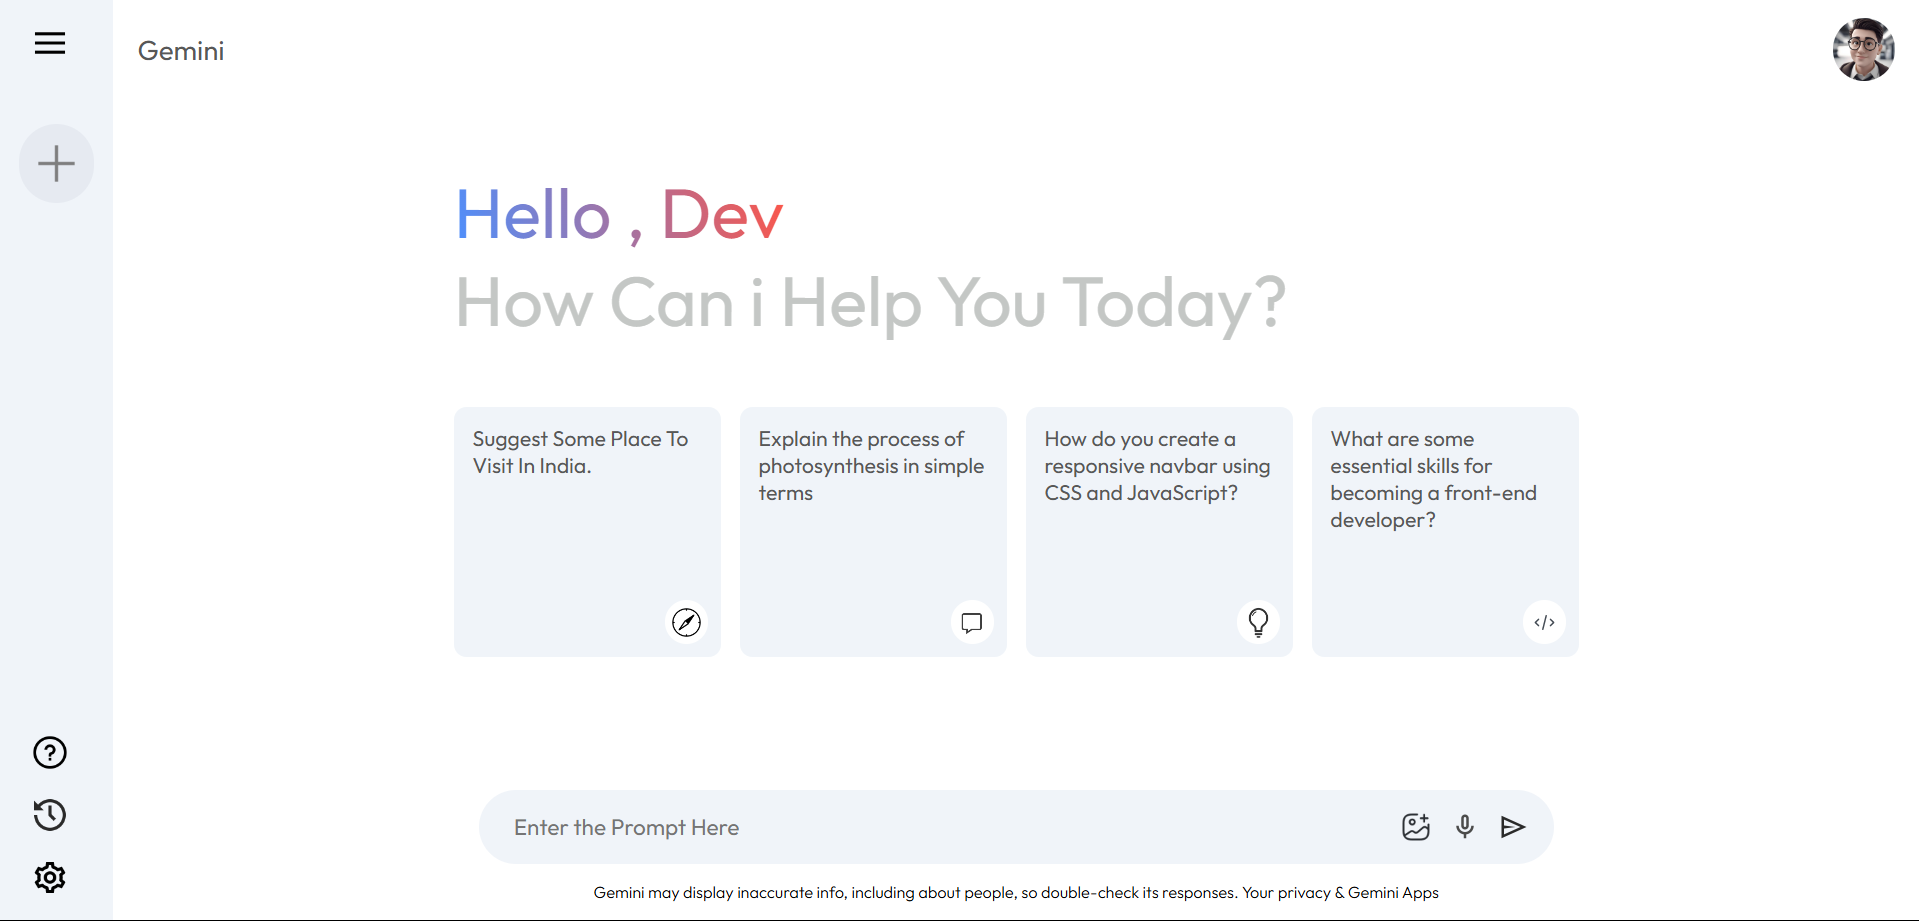 Gemini
Hello , Dev
How Can i Help You Today?
Suggest Some Place To
Visit In India.
Explain the process of
photosynthesis in simple
terms
How do you create a
responsive navbar using
CSS and JavaScript?
What are some
essential skills for
becoming a front-end
developer?
Enter the Prompt Here
Gemini may display inaccurate info, including about people, so double-check its responses. Your privacy & Gemini Apps